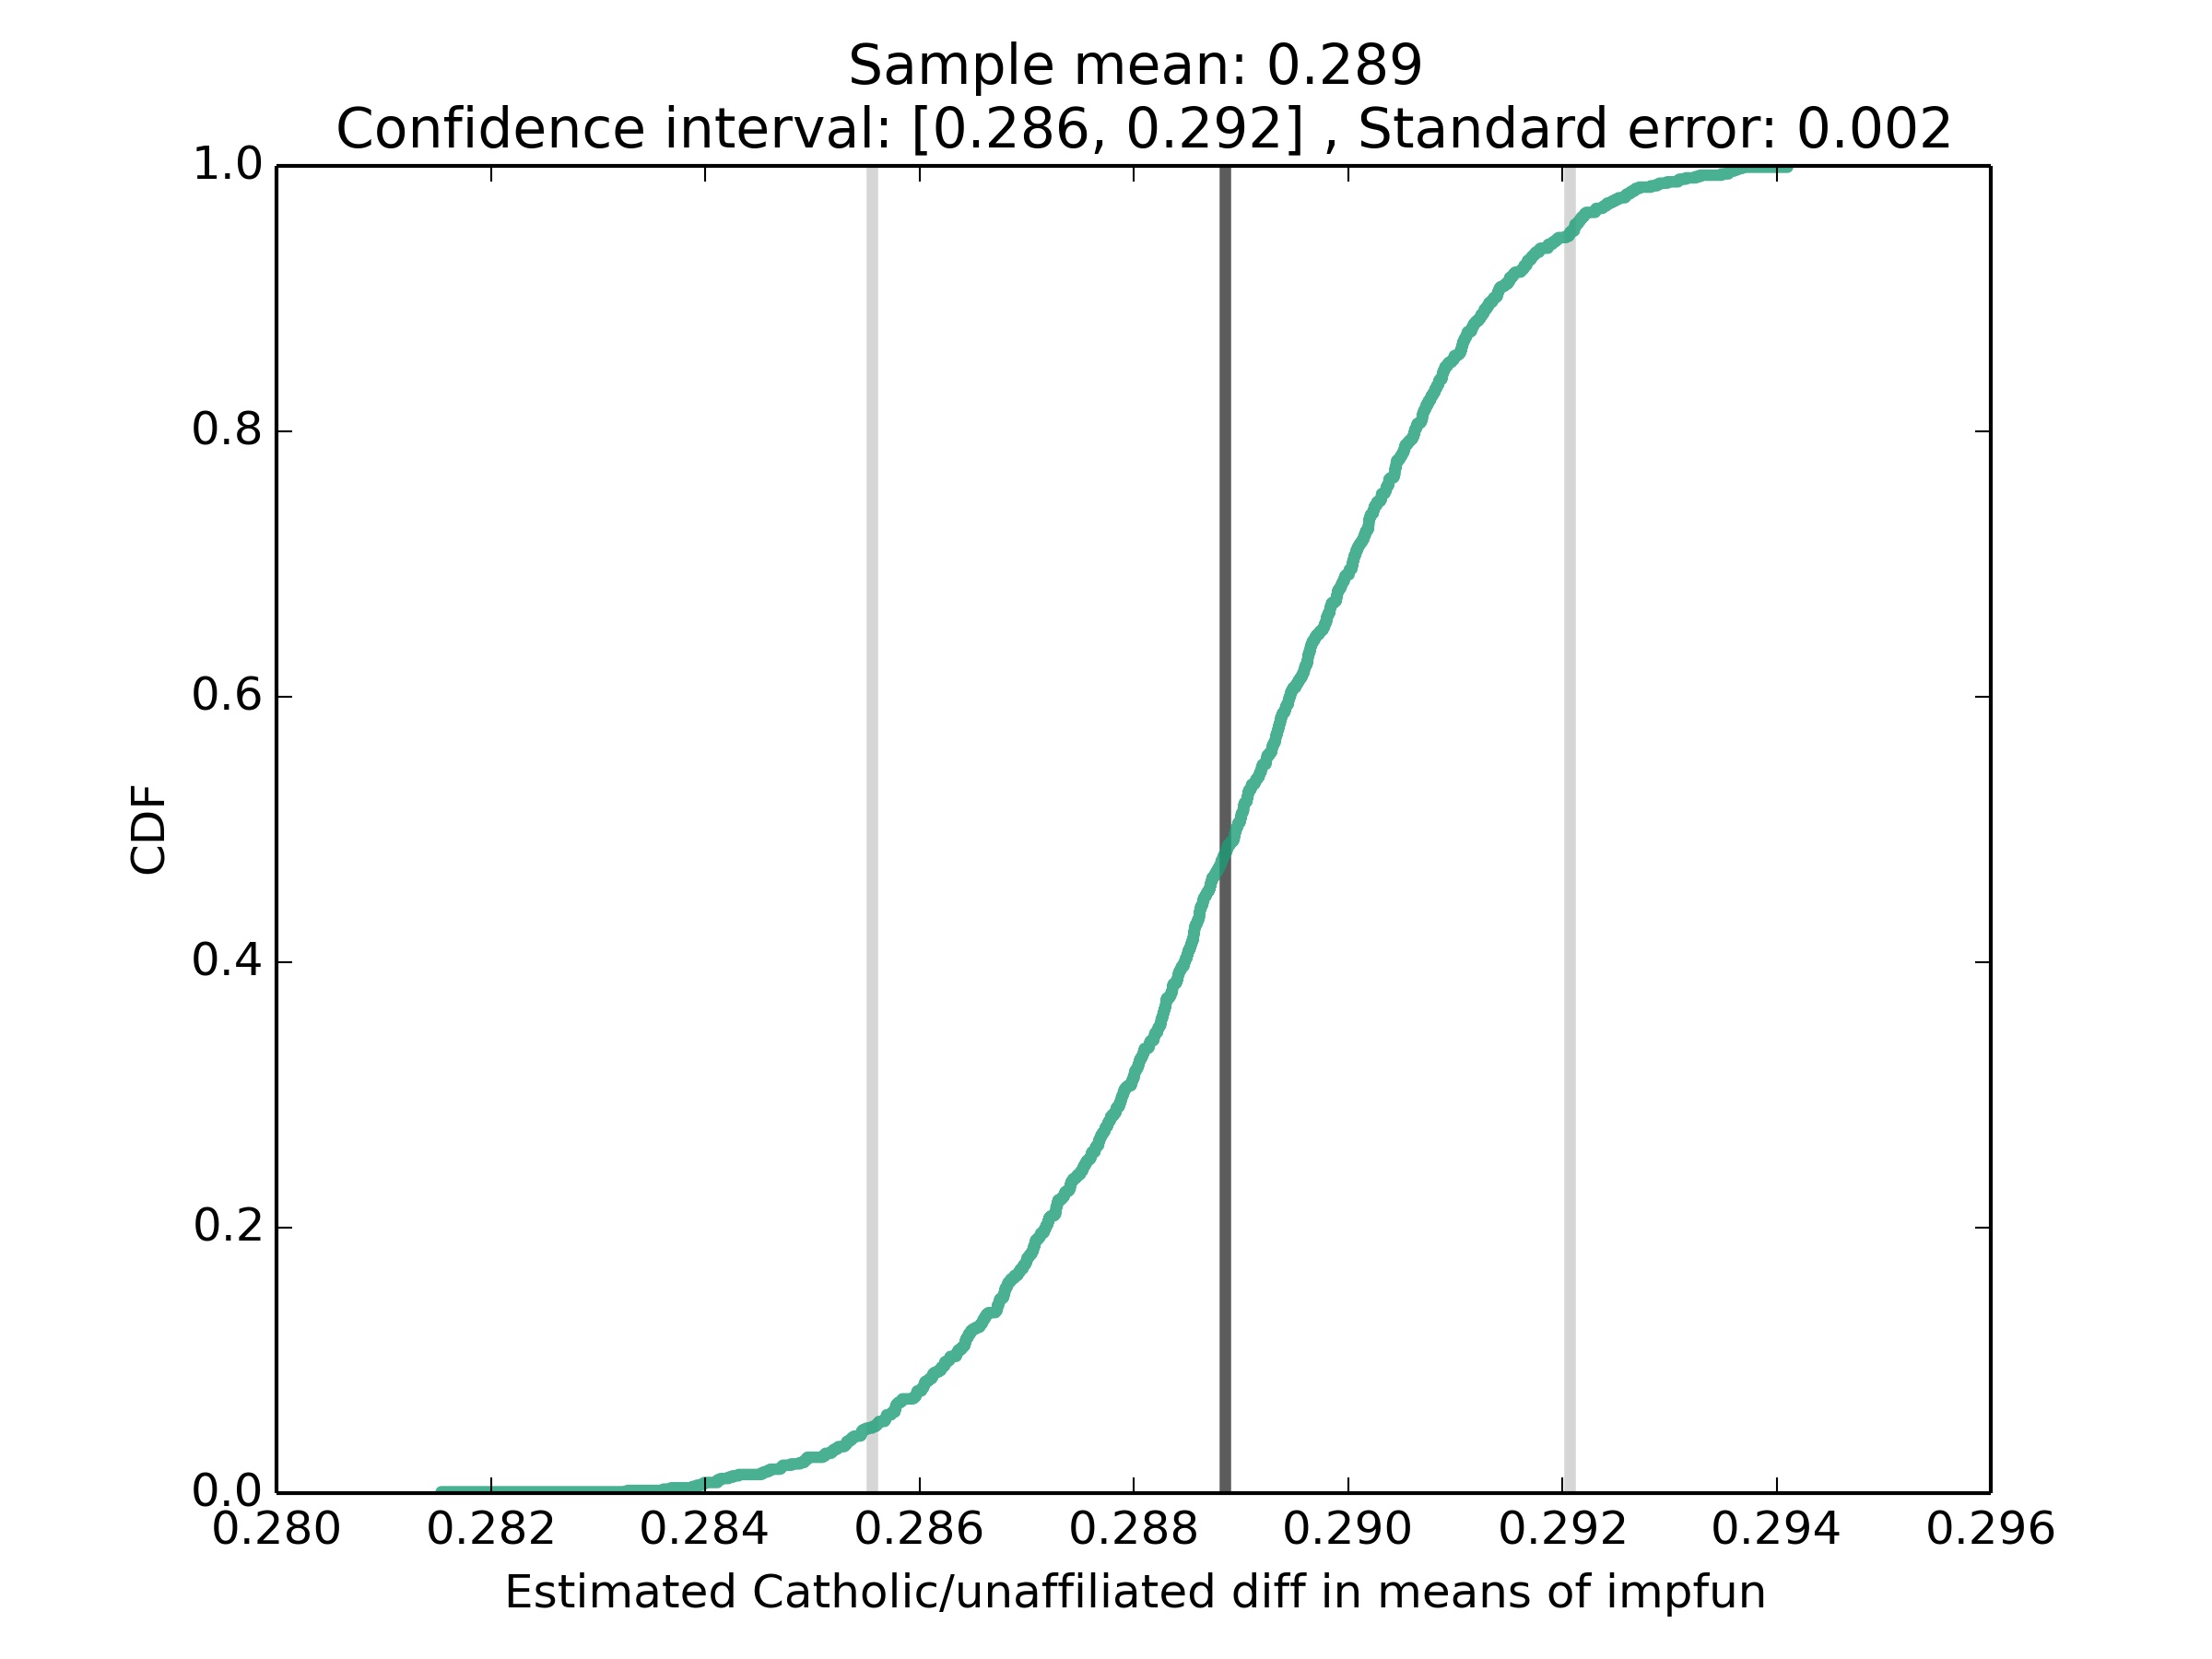 Sample mean: 0.289
Confidence interval: [0.286, 0.292] , Standard error: 0.002
1.0
0.8
0.6
0.4
0.2
0.0
CDF
0.280 0.282 0.284 0.286 0.288 0.290 0.292 0.294 0.296
Estimated Catholic/unaffiliated diff in means of impfun